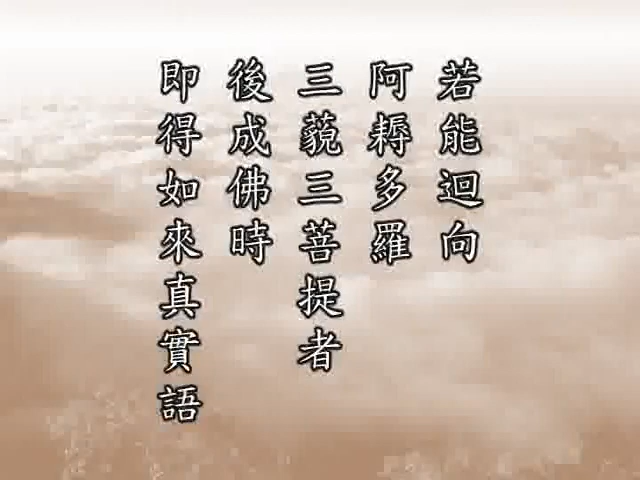 若能迴向
阿耨多羅
三藐三菩提者
後成佛時
即得如來真實語